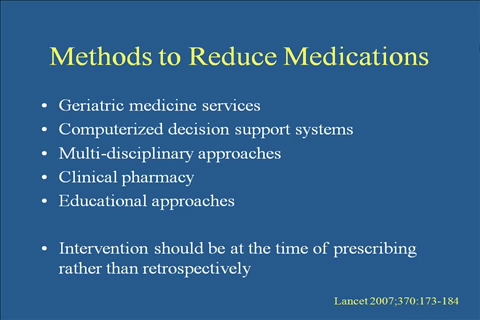 Methods to Reduce Medications
• Geriatric medicine services
• Computerized decision support systems
• Multi-disciplinary approaches
• Clinical pharmacy
• Educational approaches
• Intervention should be at the time of prescribing
rather than retrospectively
Lancet 2007;370:173-184